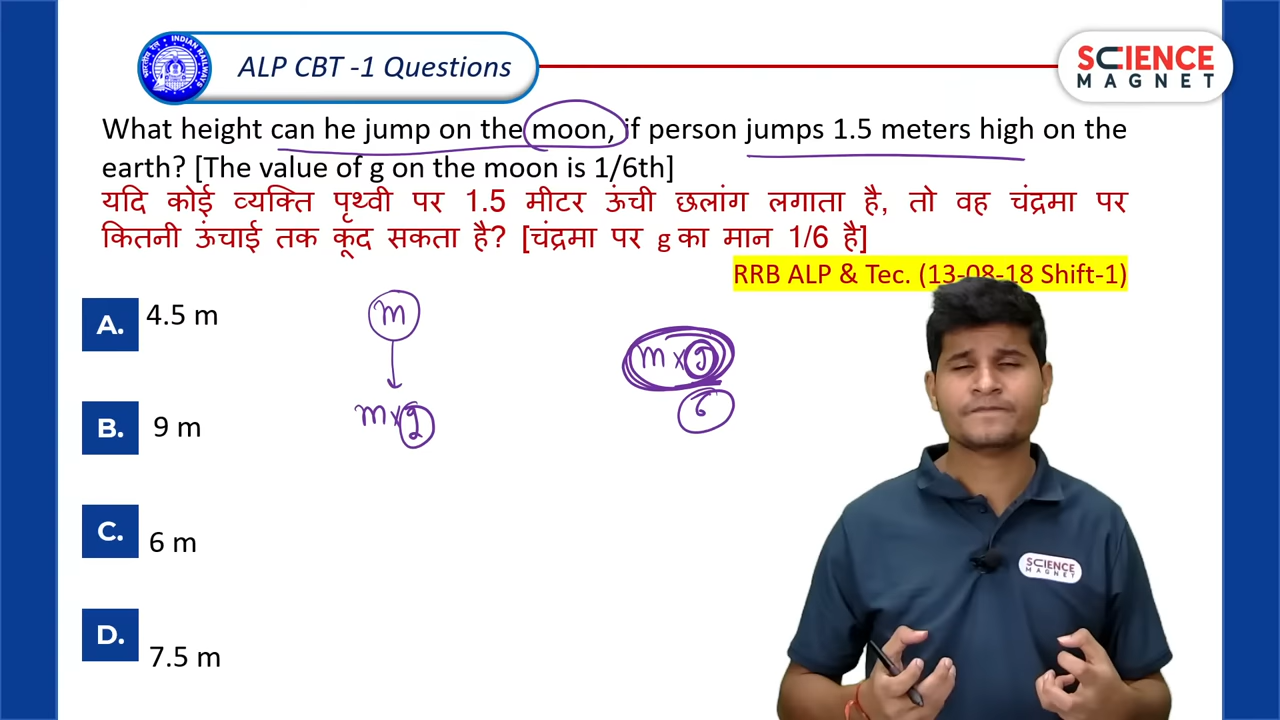 INDIAN RAILWAYS
भारतीय रेल
ALP CBT -1 Questions
SCIENCE
MAGNET
What height can he jump on the moon, if person jumps 1.5 meters high on the
earth? [The value of g on the moon is 1/6th]
यदि कोई व्यक्ति पृथ्वी पर 1.5 मीटर ऊंची छलांग लगाता है, तो वह चंद्रमा पर
कितनी ऊंचाई तक कूंद सकता है? [चंद्रमा पर g का मान 1/6 है]
RRB ALP & Tec. (13-08-18 Shift-1)
A. 4.5 m
B. 9 m
C. 6 m
D. 7.5 m
m
m×g
m×g
6
SCIENCE
MAGNET